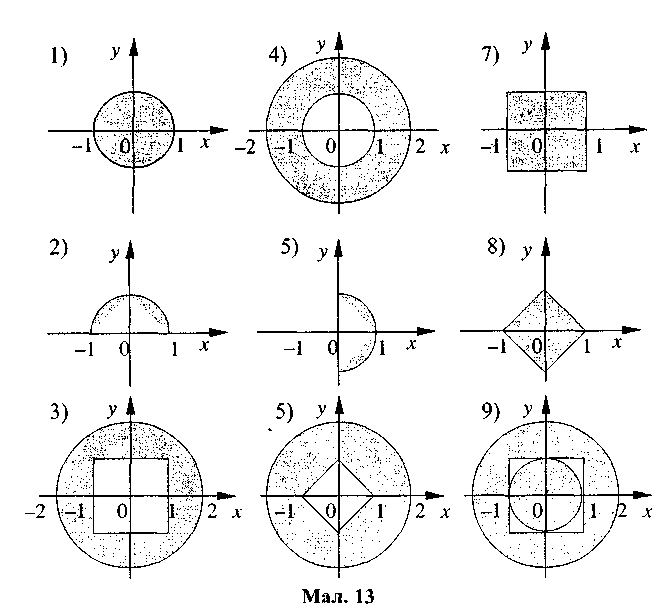 1) y 4) y 7) y
-1 0 1 x -2 -1 0 1 2 x -1 0 1 x
2) y 5) y 8) y
-1 0 1 x -1 0 1 x -1 0 1 x
3) y 5) y 9) y
-2 -1 0 1 2 x -1 0 1 2 x -1 0 1 2 x
Мал. 13